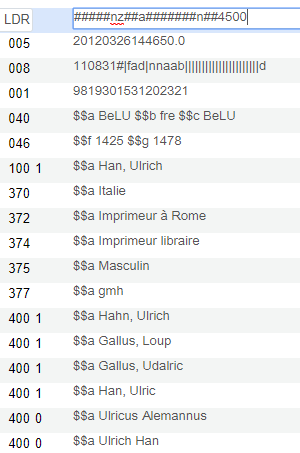 LDR #####nz##a#######n##4500
005 20120326144650.0
008 110831#|fad|nnaab||||||||||||||||||||||d
001 9819301531202321
040 $$a BeLU $$b fre $$c BeLU
046 $$f 1425 $$g 1478
100 1 $$a Han, Ulrich
370 $$a Italie
372 $$a Imprimeur à Rome
374 $$a Imprimeur libraire
375 $$a Masculin
377 $$a gmh
400 1 $$a Hahn, Ulrich
400 1 $$a Gallus, Loup
400 1 $$a Gallus, Udalric
400 1 $$a Han, Ulric
400 0 $$a Ulricus Alemannus
400 0 $$a Ulrich Han